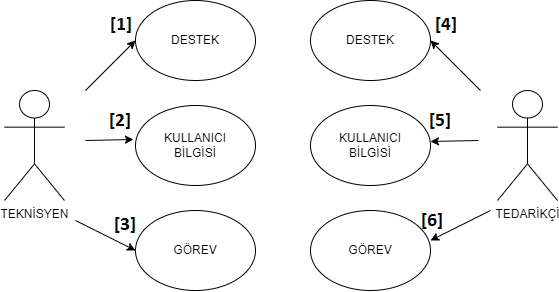 [1]
DESTEK
DESTEK
[4]
[2]
KULLANICI
BİLGİSİ
KULLANICI
BİLGİSİ
[5]
TEKNİSYEN
[3]
GÖREV
GÖREV
[6]
TEDARİKÇİ